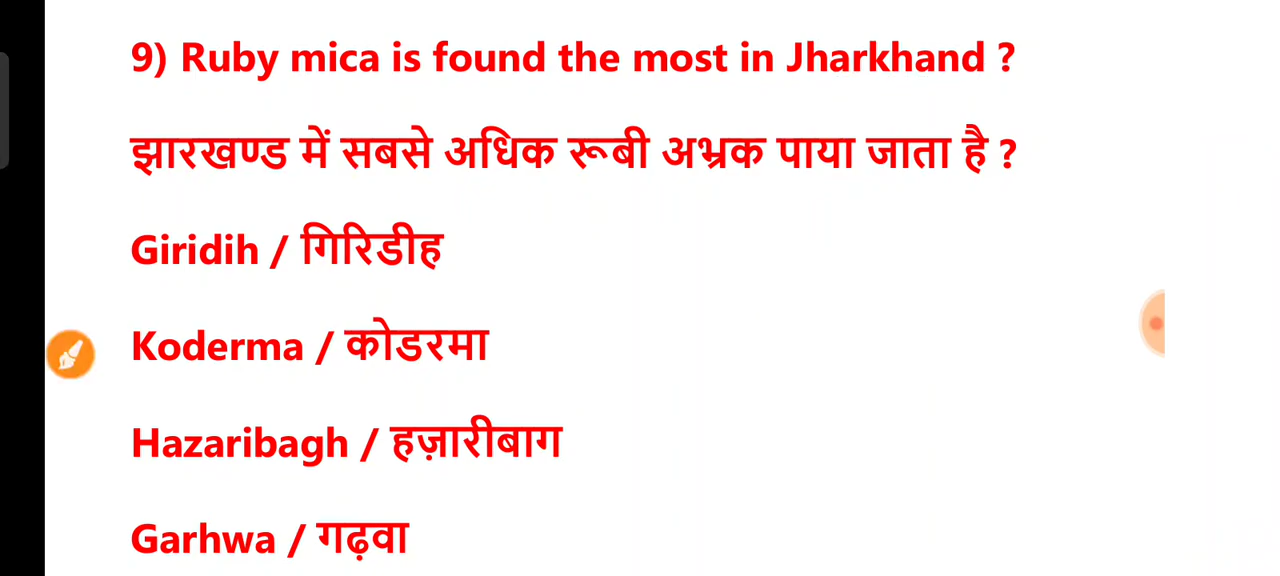 9) Ruby mica is found the most in Jharkhand ?
झारखण्ड में सबसे अधिक रूबी अभ्रक पाया जाता है ?
Giridih / गिरिडीह
Koderma / कोडरमा
Hazaribagh / हज़ारीबाग
Garhwa / गढ़वा